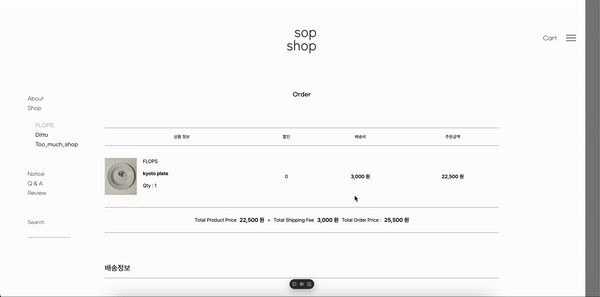 sop
shop
Cart
Order
About
Shop
FLOPS
Ditto
Too_much_shop
Notice
Q & A
Review
Search
상품 정보 할인 배송비 주문금액
FLOPS
kyoto plate
Qty : 1
0 3,000 원 22,500 원
Total Product Price 22,500 원 + Total Shipping Fee 3,000 원 Total Order Price : 25,500 원
배송정보